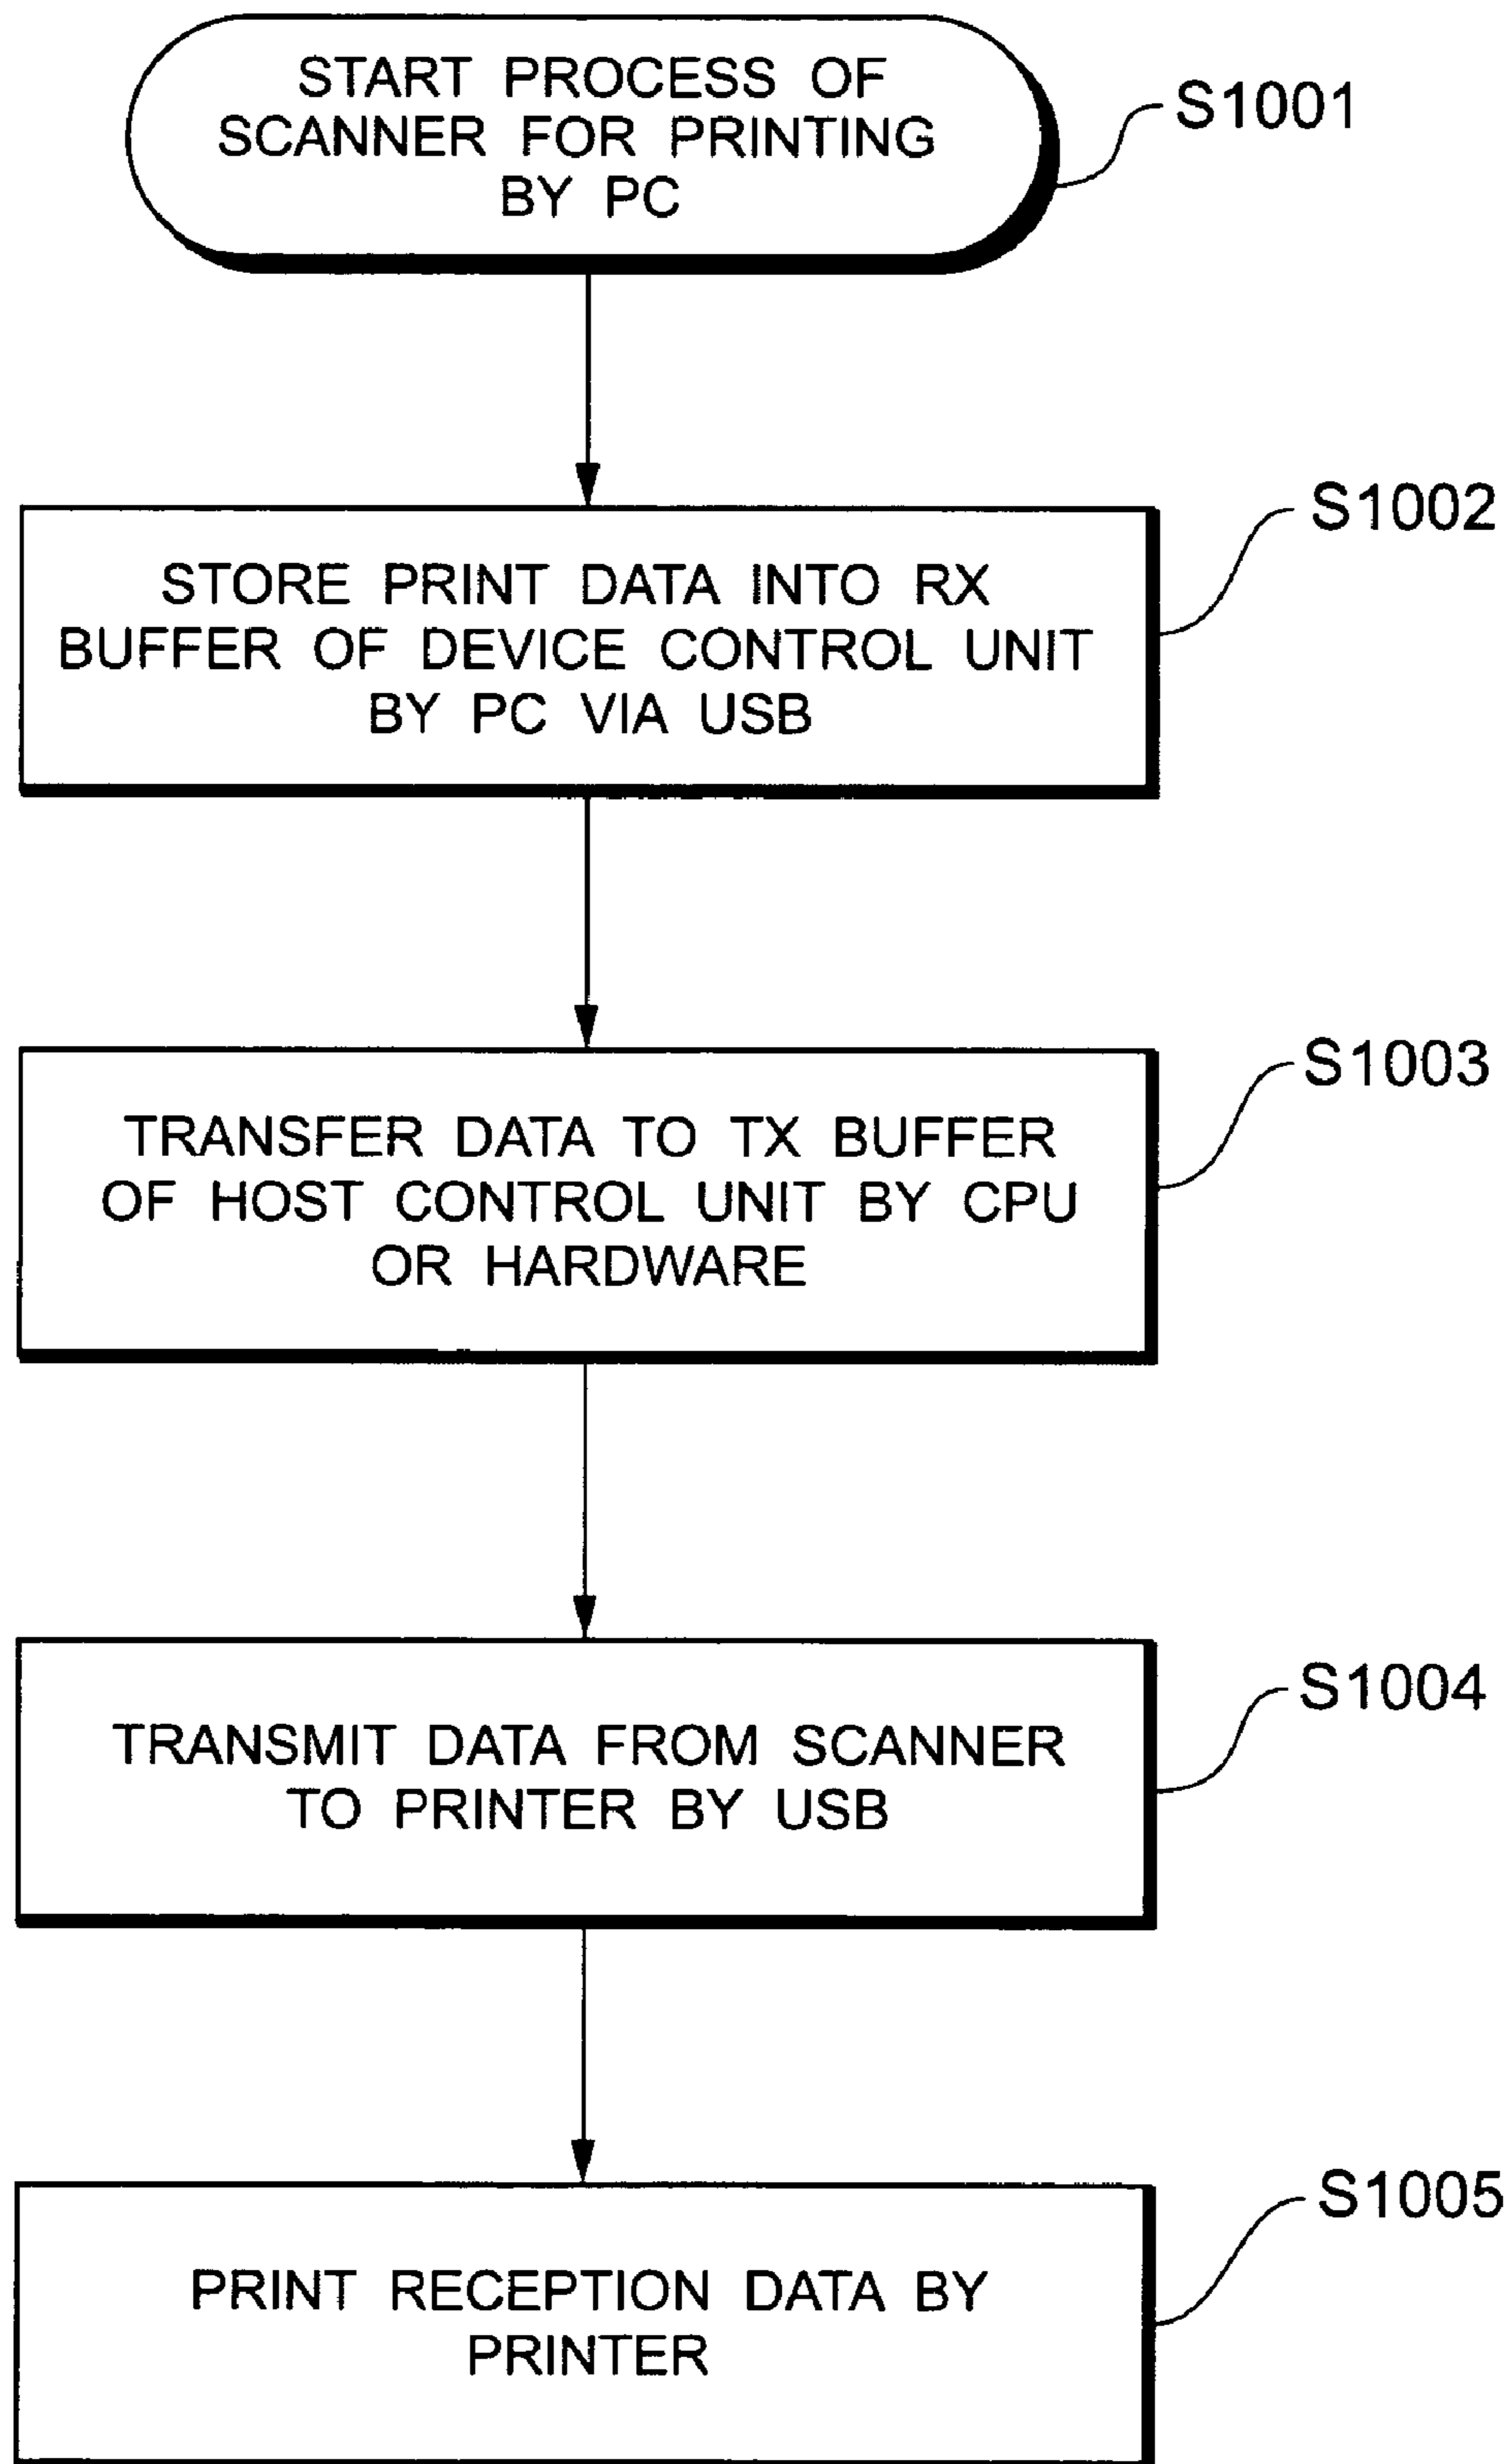 START PROCESS OF
SCANNER FOR PRINTING
BY PC
S1001
STORE PRINT DATA INTO RX
BUFFER OF DEVICE CONTROL UNIT
BY PC VIA USB
S1002
TRANSFER DATA TO TX BUFFER
OF HOST CONTROL UNIT BY CPU
OR HARDWARE
S1003
TRANSMIT DATA FROM SCANNER
TO PRINTER BY USB
S1004
PRINT RECEPTION DATA BY
PRINTER
S1005